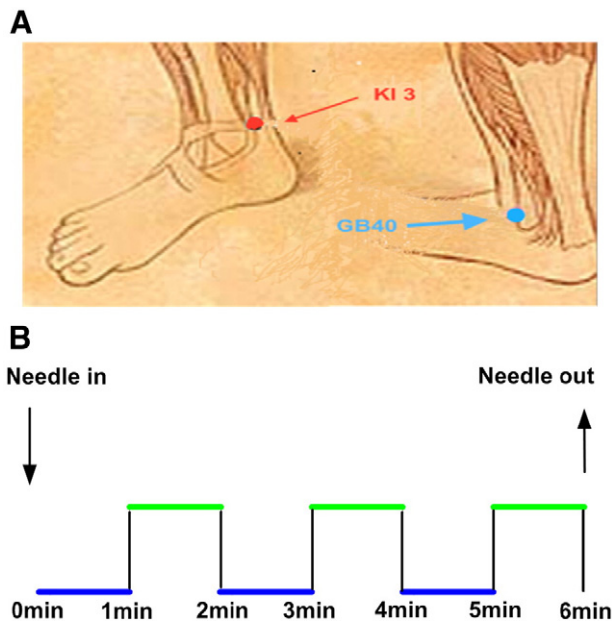 A
KI 3
GB40
B
Needle in
Needle out
0min 1min 2min 3min 4min 5min 6min